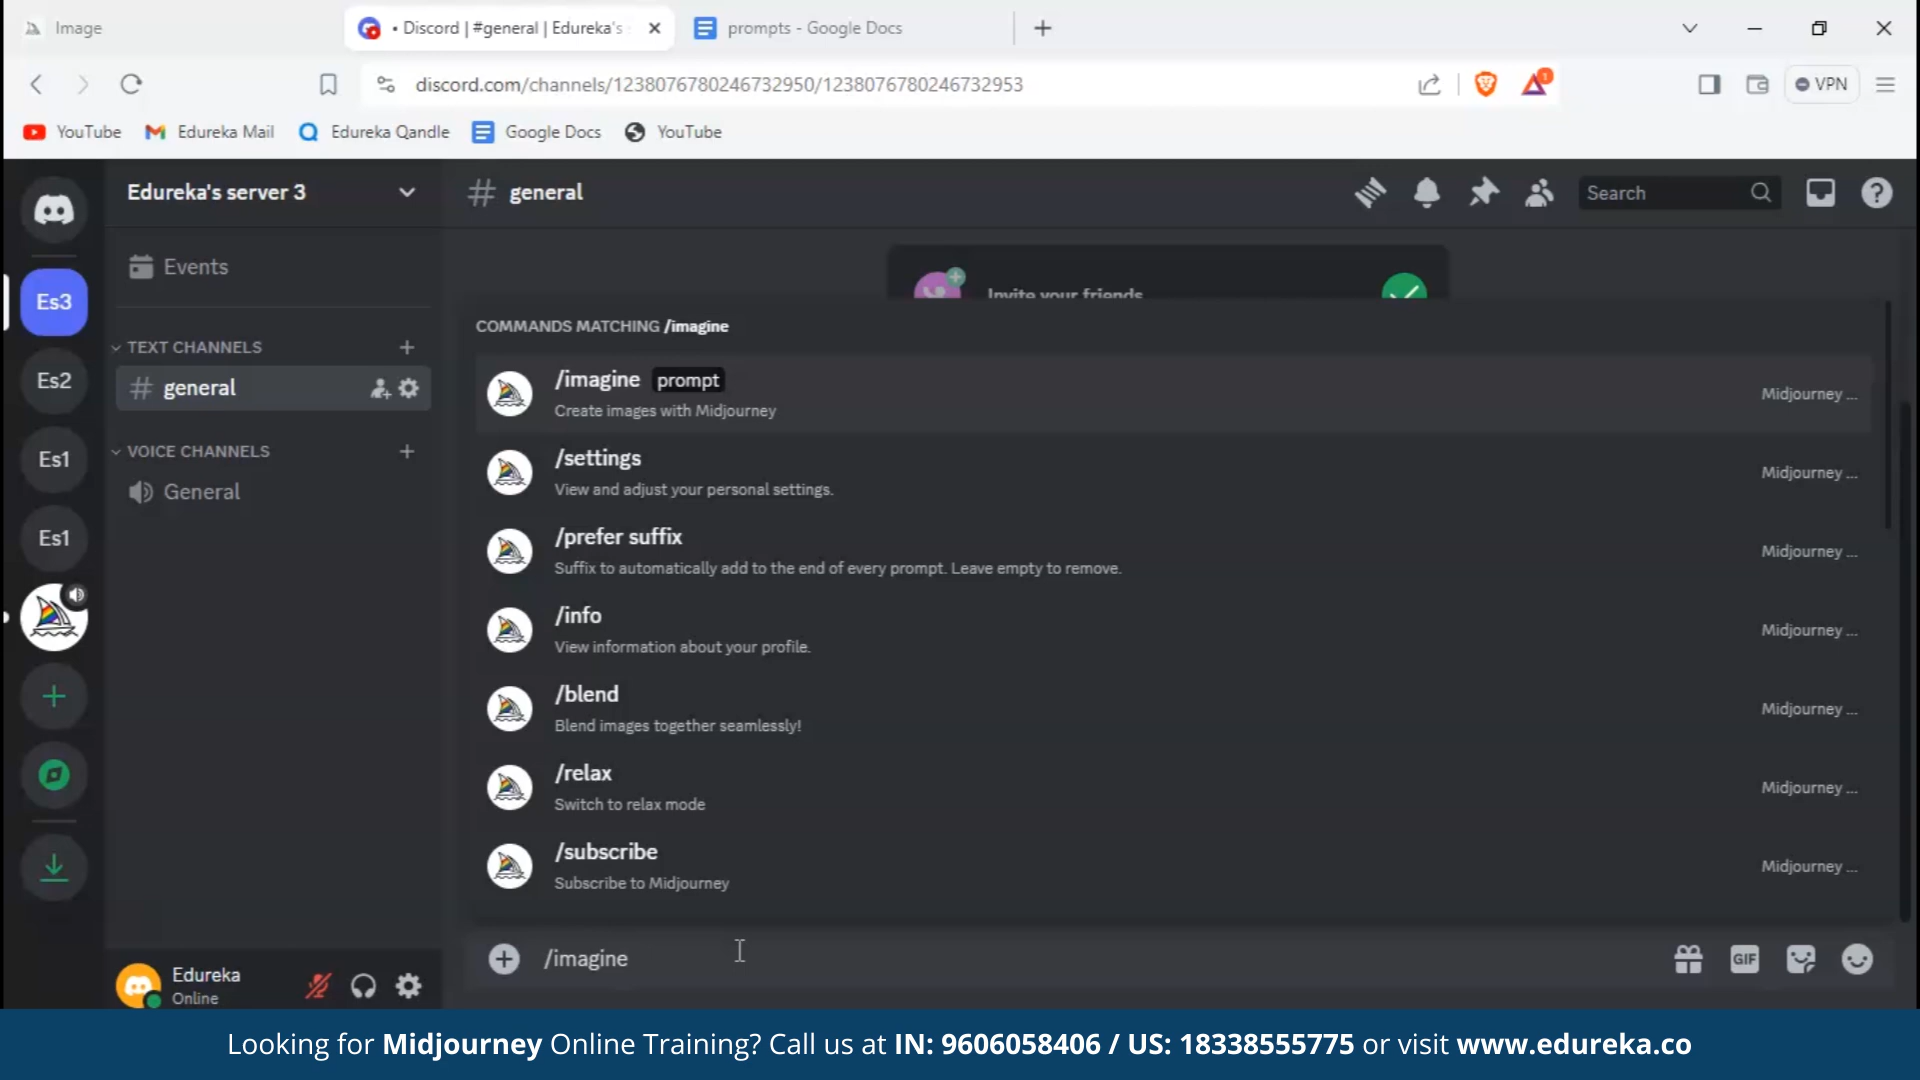 Image
• Discord | #general | Edureka's
prompts - Google Docs
discord.com/channels/1238076780246732950/1238076780246732953
1
VPN
YouTube
Edureka Mail
Edureka Qandle
Google Docs
YouTube
Edureka's server 3
general
Search
Events
Es3
Invite your friends
COMMANDS MATCHING /imagine
TEXT CHANNELS
/imagine prompt
Create images with Midjourney
Midjourney ...
Es2
general
VOICE CHANNELS
/settings
View and adjust your personal settings.
Midjourney ...
Es1
General
/prefer suffix
Suffix to automatically add to the end of every prompt. Leave empty to remove.
Midjourney ...
Es1
/info
View information about your profile.
Midjourney ...
/blend
Blend images together seamlessly!
Midjourney ...
/relax
Switch to relax mode
Midjourney ...
/subscribe
Subscribe to Midjourney
Midjourney ...
/imagine
GIF
Edureka
Online
Looking for Midjourney Online Training? Call us at IN: 9606058406 / US: 18338555775 or visit www.edureka.co